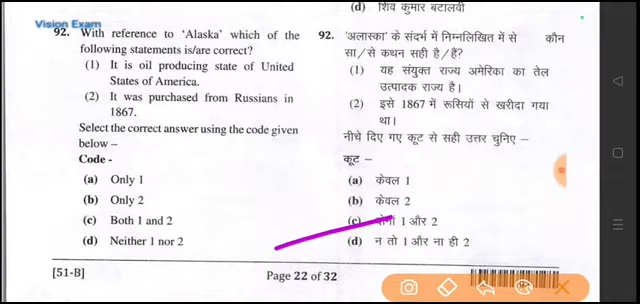 (d) शिव कुमार बटालवी
Vision Exam
92. With reference to 'Alaska' which of the
following statements is/are correct?
(1) It is oil producing state of United
States of America.
(2) It was purchased from Russians in
1867.
Select the correct answer using the code given
below –
Code -
(a) Only 1
(b) Only 2
(c) Both 1 and 2
(d) Neither 1 nor 2
92. 'अलास्का' के संदर्भ में निम्नलिखित में से कौन
सा/से कथन सही है/हैं?
(1) यह संयुक्त राज्य अमेरिका का तेल
उत्पादक राज्य है।
(2) इसे 1867 में रूसियों से खरीदा गया
था।
नीचे दिए गए कूट से सही उत्तर चुनिए –
कूट –
(a) केवल 1
(b) केवल 2
(c) दोनों 1 और 2
(d) न तो 1 और ना ही 2
[51-B]
Page 22 of 32